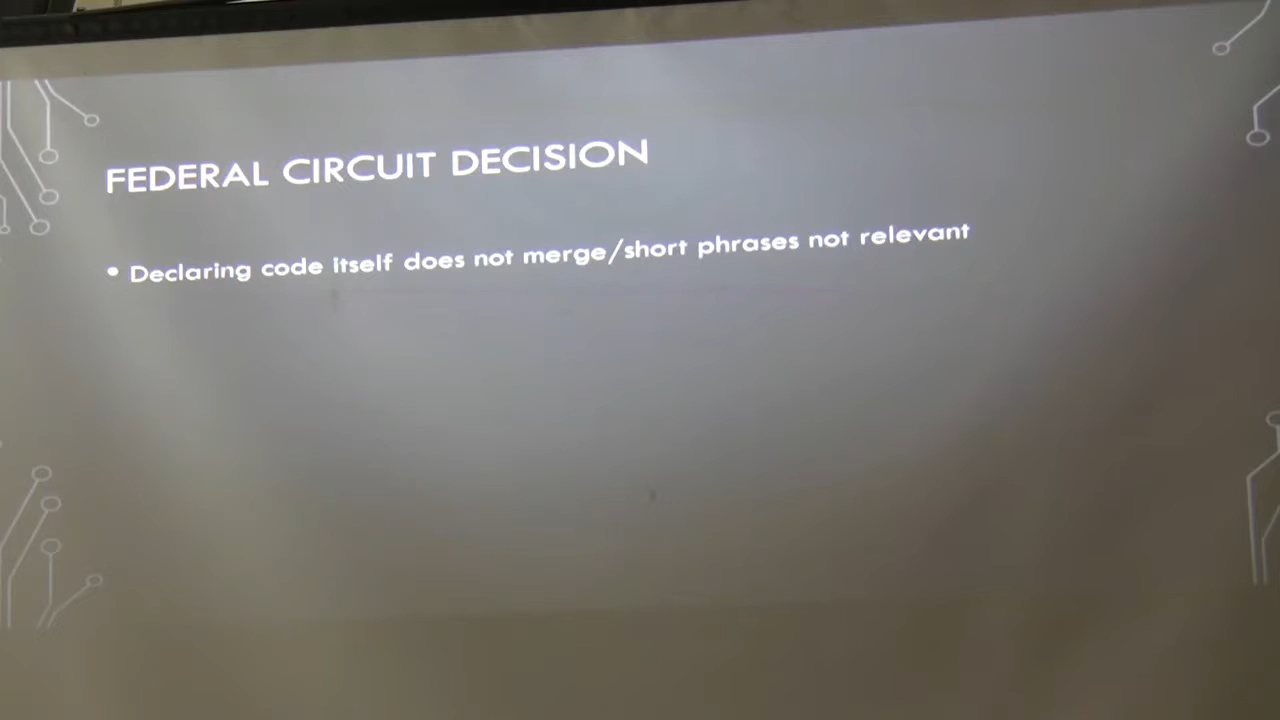 FEDERAL CIRCUIT DECISION
• Declaring code itself does not merge/short phrases not relevant